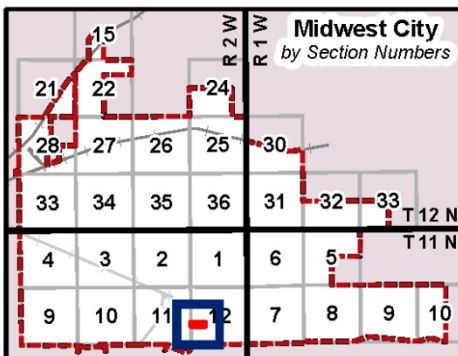 Midwest City
by Section Numbers
R 2 W
R 1 W
15
21 22 24
28 27 26 25 30
33 34 35 36 31 32 33
T 12 N
T 11 N
4 3 2 1 6 5
9 10 11 12 7 8 9 10